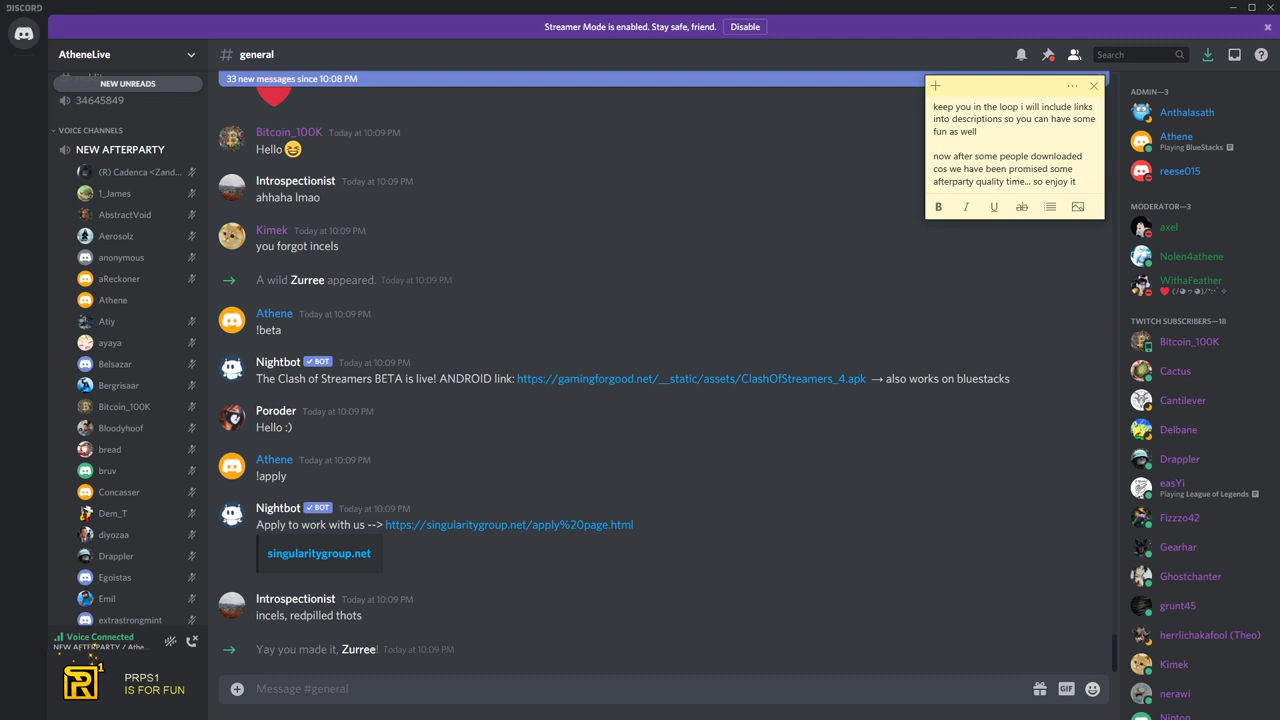 DISCORD
Streamer Mode is enabled. Stay safe, friend.
Disable
AtheneLive
NEW UNREADS
34645849
VOICE CHANNELS
NEW AFTERPARTY
(R) Cadenca <Zand...
1_James
AbstractVoid
Aerosolz
anonymous
aReckoner
Athene
Atiy
ayaya
Belsazar
Bergrisaar
Bitcoin_100K
Bloodyhoof
bread
bruv
Concasser
Dem_T
diyozaa
Drappler
Egoistas
Emil
extrastrongmint
Voice Connected
NEW AFTERPARTY / Athe...
R1
PRPS1
IS FOR FUN
# general
Search
33 new messages since 10:08 PM
Bitcoin_100K Today at 10:09 PM
Hello😆
Introspectionist Today at 10:09 PM
ahhaha lmao
Kimek Today at 10:09 PM
you forgot incels
A wild Zurree appeared. Today at 10:09 PM
Athene Today at 10:09 PM
!beta
Nightbot ✓ BOT Today at 10:09 PM
The Clash of Streamers BETA is live! ANDROID link: https://gamingforgood.net/__static/assets/ClashOfStreamers_4.apk → also works on bluestacks
Poroder Today at 10:09 PM
Hello :)
Athene Today at 10:09 PM
!apply
Nightbot ✓ BOT Today at 10:09 PM
Apply to work with us --> https://singularitygroup.net/apply%20page.html
singularitygroup.net
Introspectionist Today at 10:09 PM
incels, redpilled thots
Yay you made it, Zurree! Today at 10:09 PM
Message #general
GIF
keep you in the loop i will include links
into descriptions so you can have some
fun as well
now after some people downloaded
cos we have been promised some
afterparty quality time... so enjoy it
B I U ab
ADMIN—3
Anthalasath
Athene
Playing BlueStacks
reese015
MODERATOR—3
axel
Nolen4athene
WithaFeather
TWITCH SUBSCRIBERS—18
Bitcoin_100K
Cactus
Cantilever
Delbane
Drappler
easYi
Playing League of Legends
Fizzzo42
Gearhar
Ghostchanter
grunt45
herrlichakafool (Theo)
Kimek
nerawi